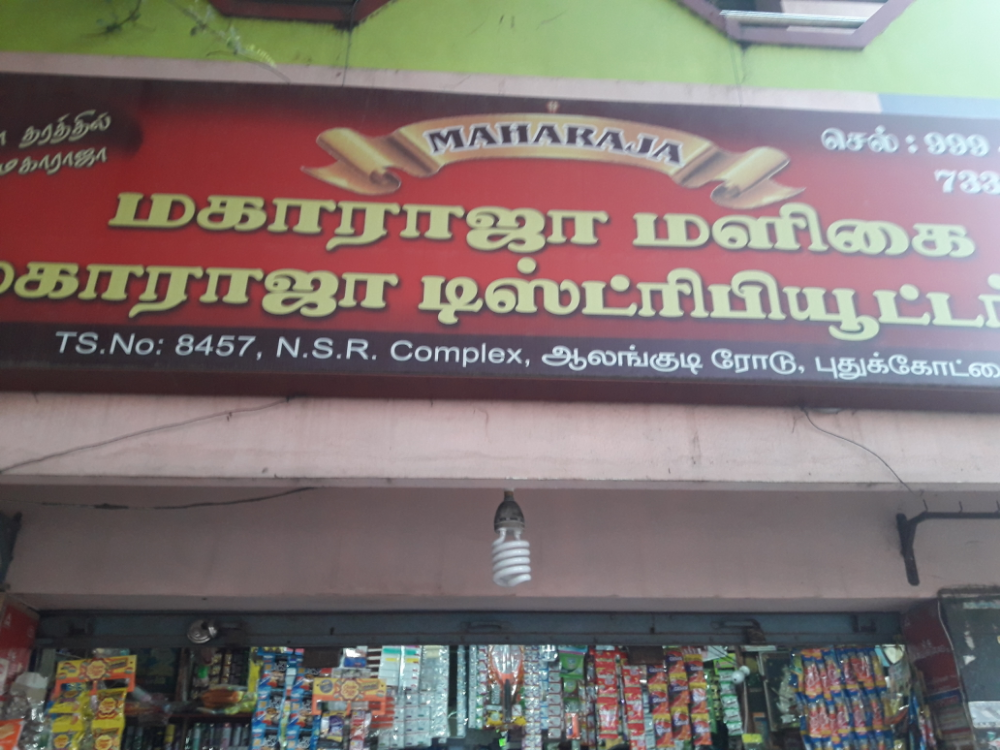 தரத்தில்
மகாராஜா
MAHARAJA
செல் : 999
733
மகாராஜா மளிகை
மகாராஜா டிஸ்ட்ரிபியூட்டர்
TS.No: 8457, N.S.R. Complex, ஆலங்குடி ரோடு, புதுக்கோட்டை